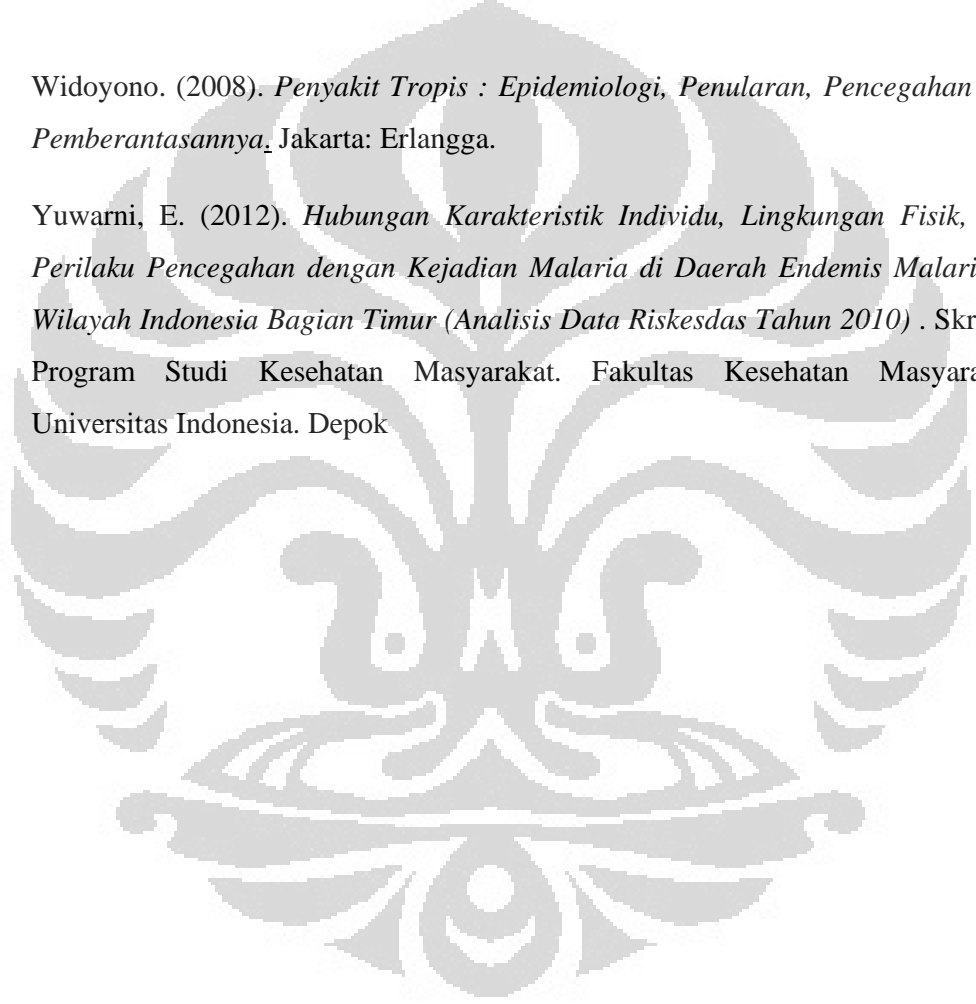 Widoyono. (2008). Penyakit Tropis : Epidemiologi, Penularan, Pencegahan
Pemberantasannya. Jakarta: Erlangga.
Yuwarni, E. (2012). Hubungan Karakteristik Individu, Lingkungan Fisik,
Perilaku Pencegahan dengan Kejadian Malaria di Daerah Endemis Malari
Wilayah Indonesia Bagian Timur (Analisis Data Riskesdas Tahun 2010) . Skr
Program Studi Kesehatan Masyarakat. Fakultas Kesehatan Masyara
Universitas Indonesia. Depok